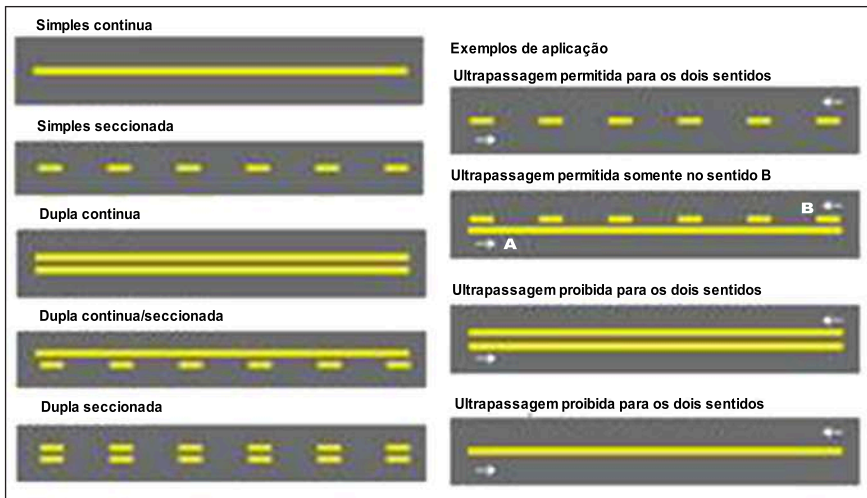 Simples continua
Simples seccionada
Dupla continua
Dupla continua/seccionada
Dupla seccionada
Exemplos de aplicação
Ultrapassagem permitida para os dois sentidos
Ultrapassagem permitida somente no sentido B
B
A
Ultrapassagem proibida para os dois sentidos
Ultrapassagem proibida para os dois sentidos